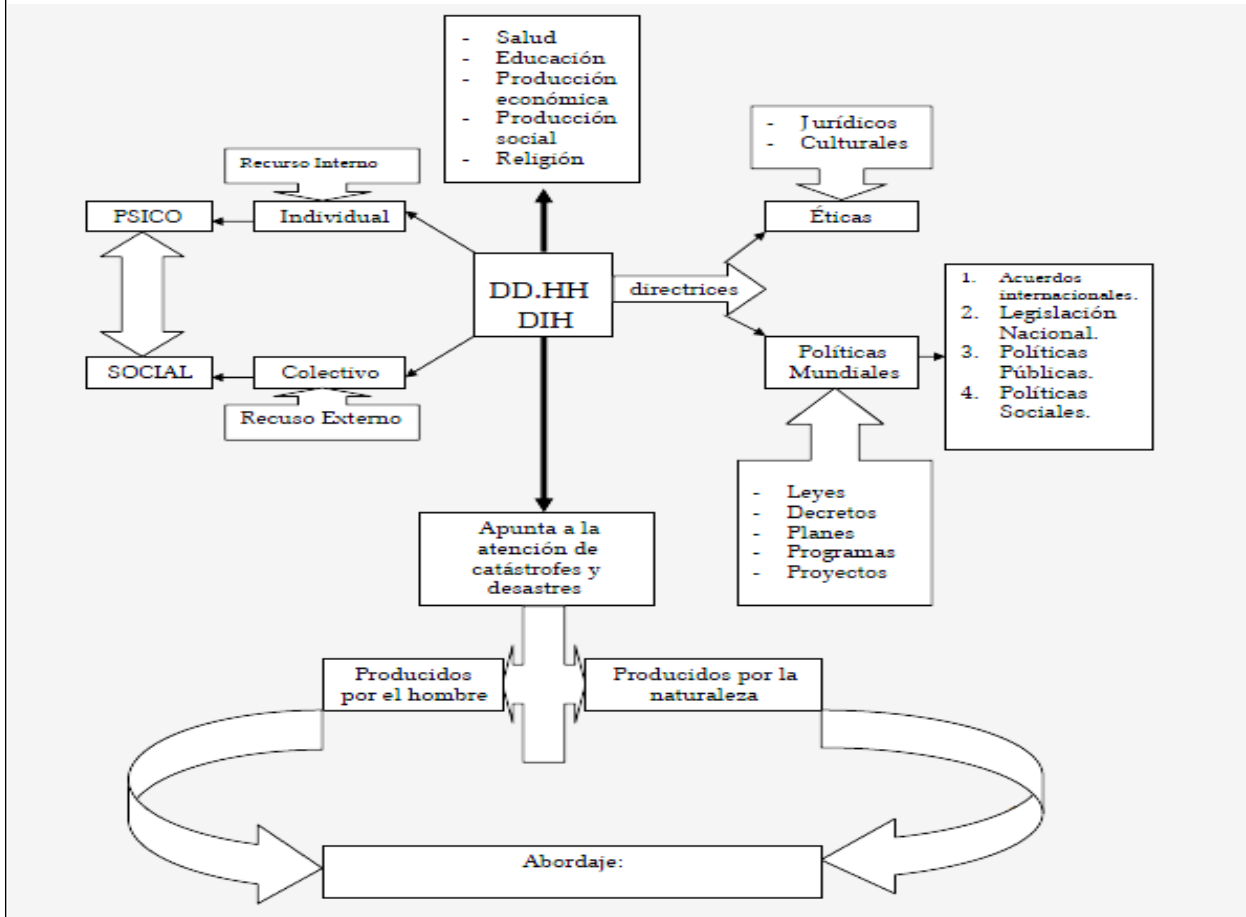 - Salud
- Educación
- Producción
económica
- Producción
social
- Religión
- Jurídicos
- Culturales
Recurso Interno
PSICO
Individual
Éticas
DD.HH
DIH
directrices
1. Acuerdos
internacionales.
2. Legislación
Nacional.
3. Políticas
Públicas.
4. Políticas
Sociales.
SOCIAL
Colectivo
Políticas
Mundiales
Recuso Externo
- Leyes
- Decretos
- Planes
- Programas
- Proyectos
Apunta a la
atención de
catástrofes y
desastres
Producidos
por el hombre
Producidos por la
naturaleza
Abordaje: